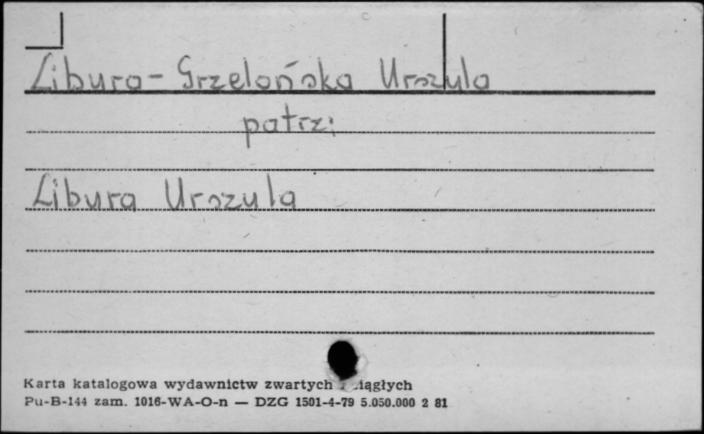 Libura-Grzelońska Urszula
patrz:
Libura Urszula
Karta katalogowa wydawnictw zwartych i ciągłych
Pu-B-144 zam. 1016-WA-O-n — DZG 1501-4-79 5.050.000 2 81